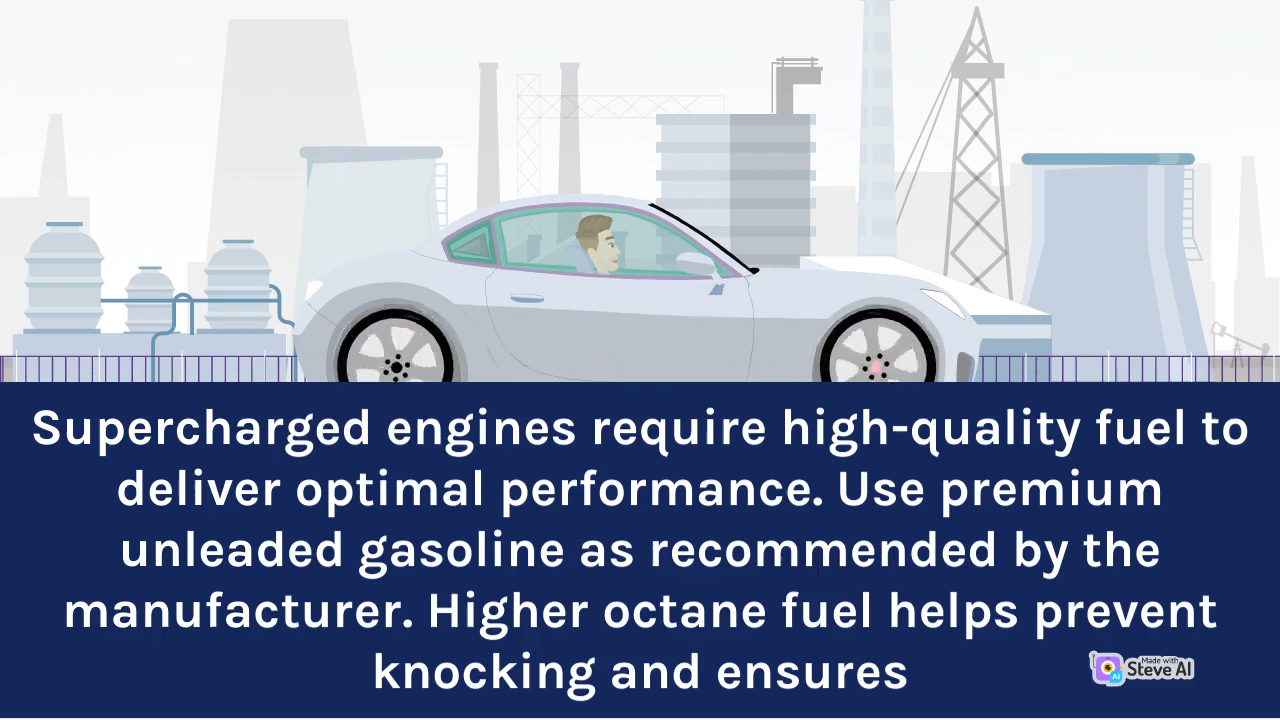 Supercharged engines require high-quality fuel to
deliver optimal performance. Use premium
unleaded gasoline as recommended by the
manufacturer. Higher octane fuel helps prevent
knocking and ensures
Made with
Steve AI
AI